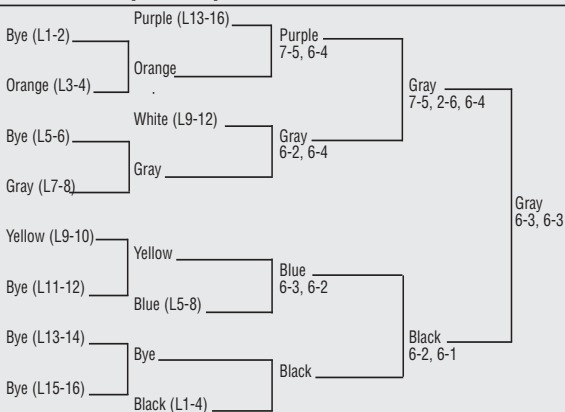 Bye (L1-2)
Orange (L3-4)
Bye (L5-6)
Gray (L7-8)
Yellow (L9-10)
Bye (L11-12)
Bye (L13-14)
Bye (L15-16)
Purple (L13-16)
Orange
White (L9-12)
Gray
Yellow
Blue (L5-8)
Bye
Black (L1-4)
Purple
7-5, 6-4
Gray
6-2, 6-4
Blue
6-3, 6-2
Black
Gray
7-5, 2-6, 6-4
Black
6-2, 6-1
Gray
6-3, 6-3